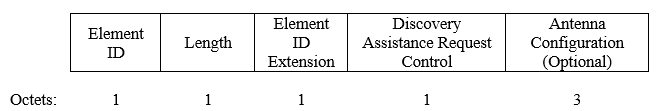 Element ID
Length
Element ID Extension
Discovery Assistance Request Control
Antenna Configuration (Optional)
Octets: 1 1 1 1 3